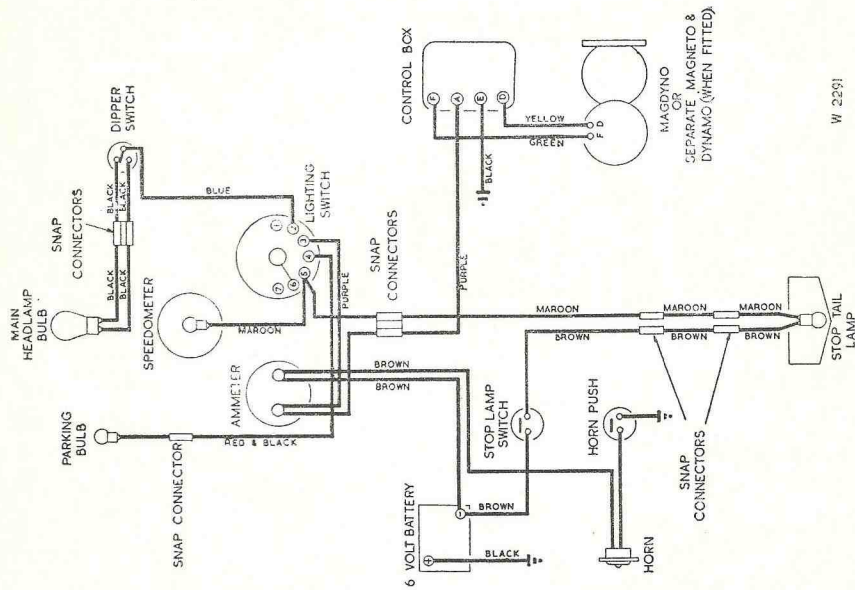 MAIN
HEADLAMP
BULB
BLACK
BLACK
SNAP
CONNECTORS
BLACK
BLACK
DIPPER
SWITCH
BLUE
PARKING
BULB
SNAP CONNECTOR
RED & BLACK
SPEEDOMETER
MAROON
AMMETER
1
2
3
4
5
6
7
LIGHTING
SWITCH
PURPLE
BROWN
BROWN
SNAP
CONNECTORS
PURPLE
CONTROL BOX
F
A
E
D
BLACK
YELLOW
GREEN
F D
MAGDYNO
OR
SEPARATE MAGNETO &
DYNAMO (WHEN FITTED)
6 VOLT BATTERY
+
BLACK
BROWN
STOP LAMP
SWITCH
HORN PUSH
HORN
MAROON
MAROON
MAROON
BROWN
BROWN
BROWN
SNAP
CONNECTORS
STOP TAIL
LAMP
W 2291